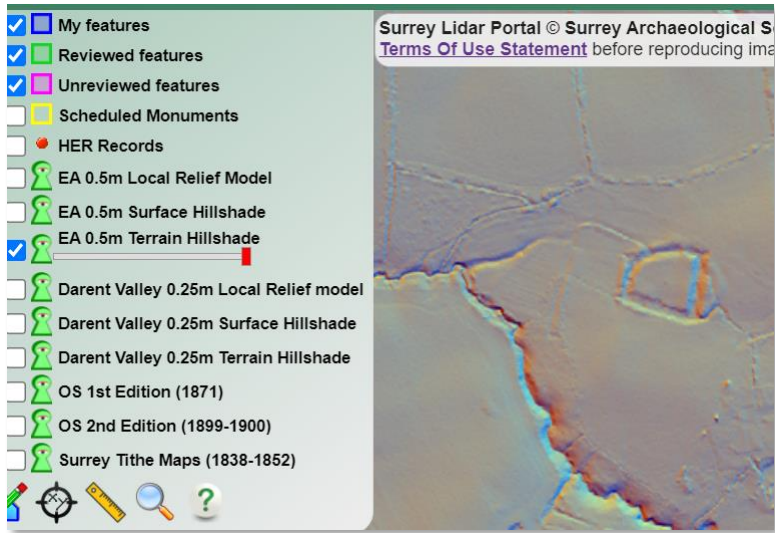 My features
Reviewed features
Unreviewed features
Scheduled Monuments
HER Records
EA 0.5m Local Relief Model
EA 0.5m Surface Hillshade
EA 0.5m Terrain Hillshade
Darent Valley 0.25m Local Relief model
Darent Valley 0.25m Surface Hillshade
Darent Valley 0.25m Terrain Hillshade
OS 1st Edition (1871)
OS 2nd Edition (1899-1900)
Surrey Tithe Maps (1838-1852)
?
Surrey Lidar Portal © Surrey Archaeological S
Terms Of Use Statement before reproducing ima